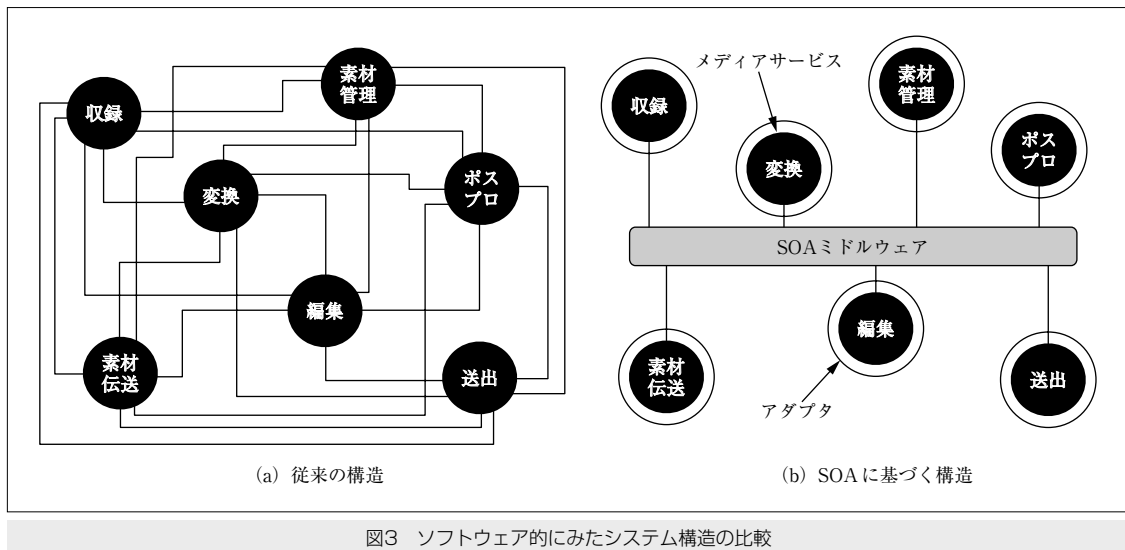 収録
素材
管理
変換
ポス
プロ
編集
素材
伝送
送出
(a) 従来の構造
メディアサービス
収録
変換
素材
管理
ポス
プロ
SOAミドルウェア
素材
伝送
編集
アダプタ
送出
(b) SOAに基づく構造
図3 ソフトウェア的にみたシステム構造の比較